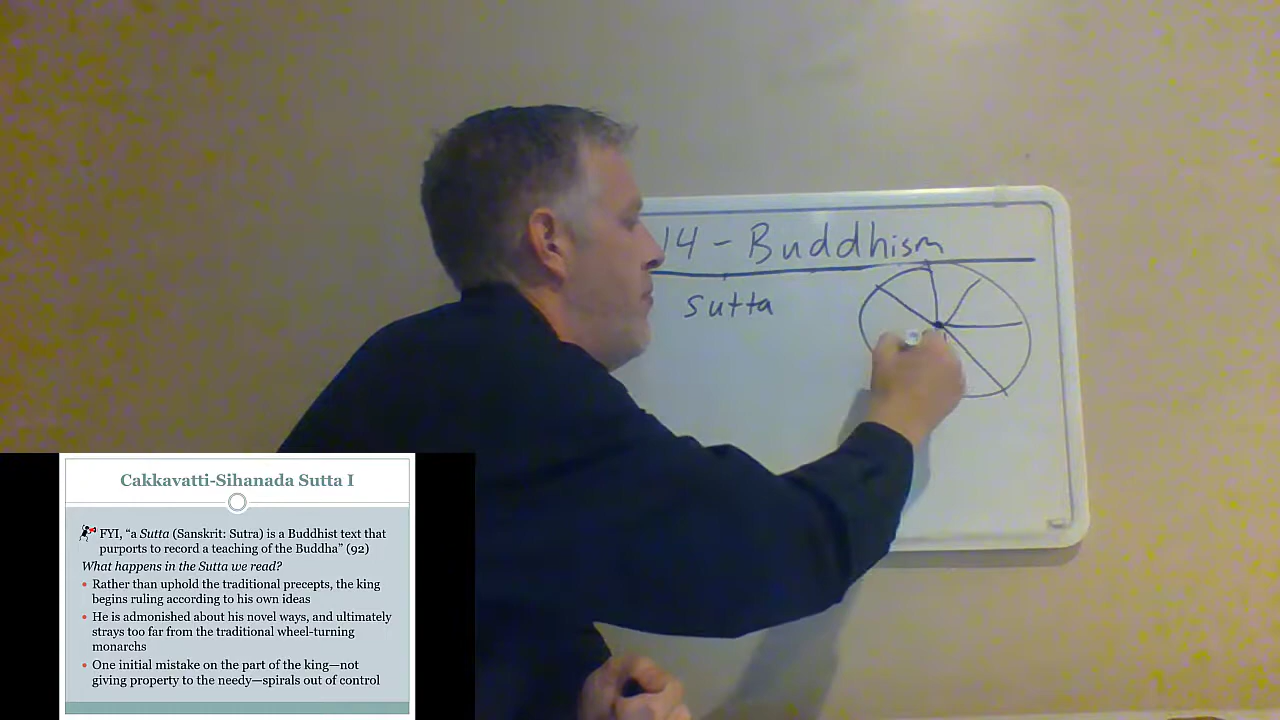 14 - Buddhism
sutta
Cakkavatti-Sihanada Sutta I
FYI, “a Sutta (Sanskrit: Sutra) is a Buddhist text that
purports to record a teaching of the Buddha” (92)
What happens in the Sutta we read?
• Rather than uphold the traditional precepts, the king
begins ruling according to his own ideas
• He is admonished about his novel ways, and ultimately
strays too far from the traditional wheel-turning
monarchs
• One initial mistake on the part of the king—not
giving property to the needy—spirals out of control